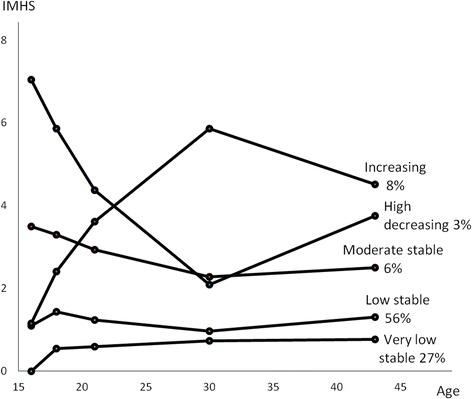 IMHS
8
6
4
2
0
Increasing
8%
High
decreasing 3%
Moderate stable
6%
Low stable
56%
Very low
stable 27%
15 20 25 30 35 40 45
Age